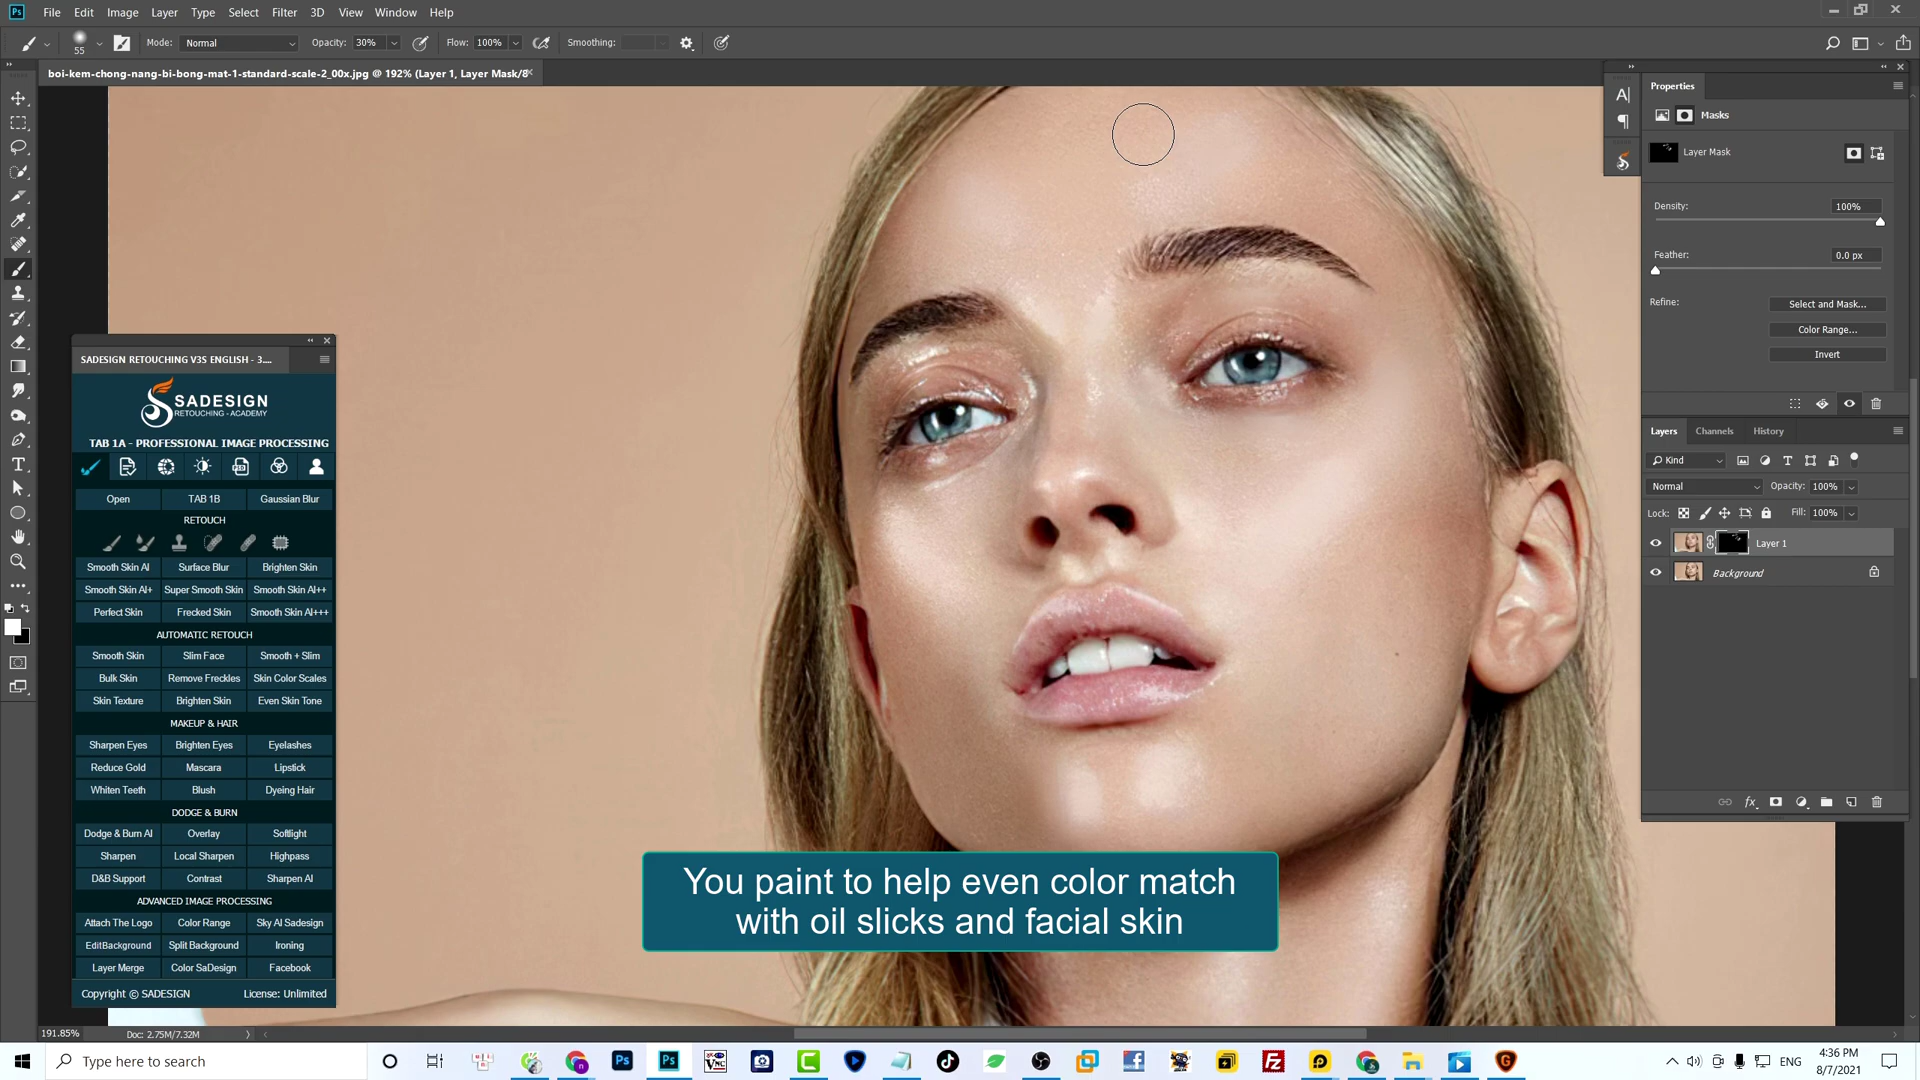 Ps File Edit Image Layer Type Select Filter 3D View Window Help
55 Mode: Normal Opacity: 30% Flow: 100% Smoothing:
boi-kem-chong-nang-bi-bong-mat-1-standard-scale-2_00x.jpg @ 192% (Layer 1, Layer Mask/8
Properties
Masks
Layer Mask
Density: 100%
Feather: 0.0 px
Refine: Select and Mask...
Color Range...
Invert
Layers Channels History
Kind
Normal Opacity: 100%
Lock: Fill: 100%
Layer 1
Background
SADESIGN RETOUCHING V3S ENGLISH - 3....
SADESIGN
RETOUCHING - ACADEMY
TAB 1A - PROFESSIONAL IMAGE PROCESSING
Open TAB 1B Gaussian Blur
RETOUCH
Smooth Skin AI Surface Blur Brighten Skin
Smooth Skin AI+ Super Smooth Skin Smooth Skin AI++
Perfect Skin Frecked Skin Smooth Skin AI+++
AUTOMATIC RETOUCH
Smooth Skin Slim Face Smooth + Slim
Bulk Skin Remove Freckles Skin Color Scales
Skin Texture Brighten Skin Even Skin Tone
MAKEUP & HAIR
Sharpen Eyes Brighten Eyes Eyelashes
Reduce Gold Mascara Lipstick
Whiten Teeth Blush Dyeing Hair
DODGE & BURN
Dodge & Burn AI Overlay Softlight
Sharpen Local Sharpen Highpass
D&B Support Contrast Sharpen AI
ADVANCED IMAGE PROCESSING
Attach The Logo Color Range Sky AI Sadesign
EditBackground Split Background Ironing
Layer Merge Color SaDesign Facebook
Copyright © SADESIGN License: Unlimited
You paint to help even color match
with oil slicks and facial skin
191.85% Doc: 2.75M/7.32M
Type here to search
ENG
4:36 PM
8/7/2021